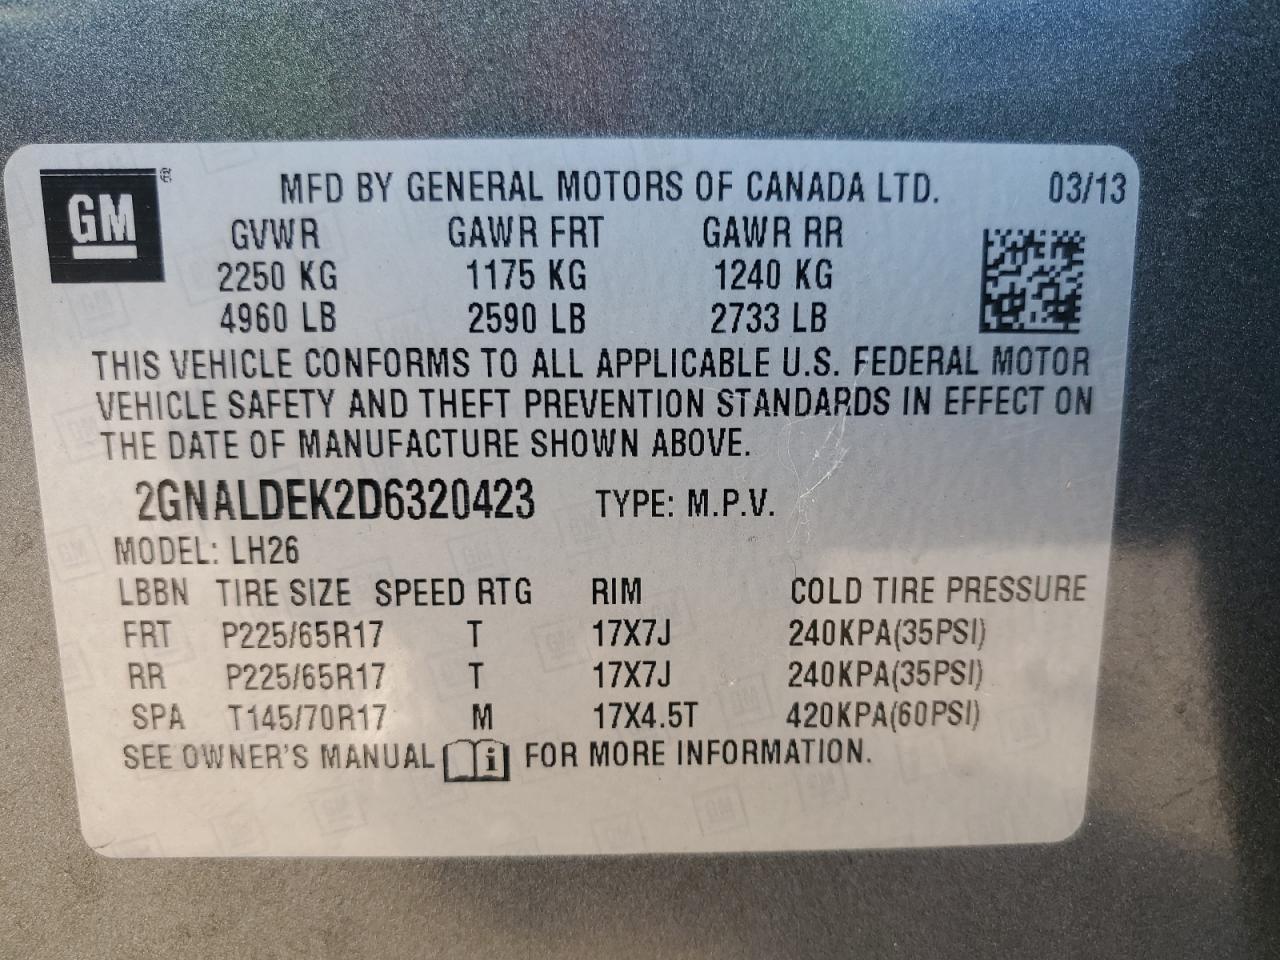 GM ®
MFD BY GENERAL MOTORS OF CANADA LTD. 03/13
GVWR GAWR FRT GAWR RR
2250 KG 1175 KG 1240 KG
4960 LB 2590 LB 2733 LB
THIS VEHICLE CONFORMS TO ALL APPLICABLE U.S. FEDERAL MOTOR
VEHICLE SAFETY AND THEFT PREVENTION STANDARDS IN EFFECT ON
THE DATE OF MANUFACTURE SHOWN ABOVE.
2GNALDEK2D6320423 TYPE: M.P.V.
MODEL: LH26
LBBN TIRE SIZE SPEED RTG RIM COLD TIRE PRESSURE
FRT P225/65R17 T 17X7J 240KPA(35PSI)
RR P225/65R17 T 17X7J 240KPA(35PSI)
SPA T145/70R17 M 17X4.5T 420KPA(60PSI)
SEE OWNER'S MANUAL i FOR MORE INFORMATION.